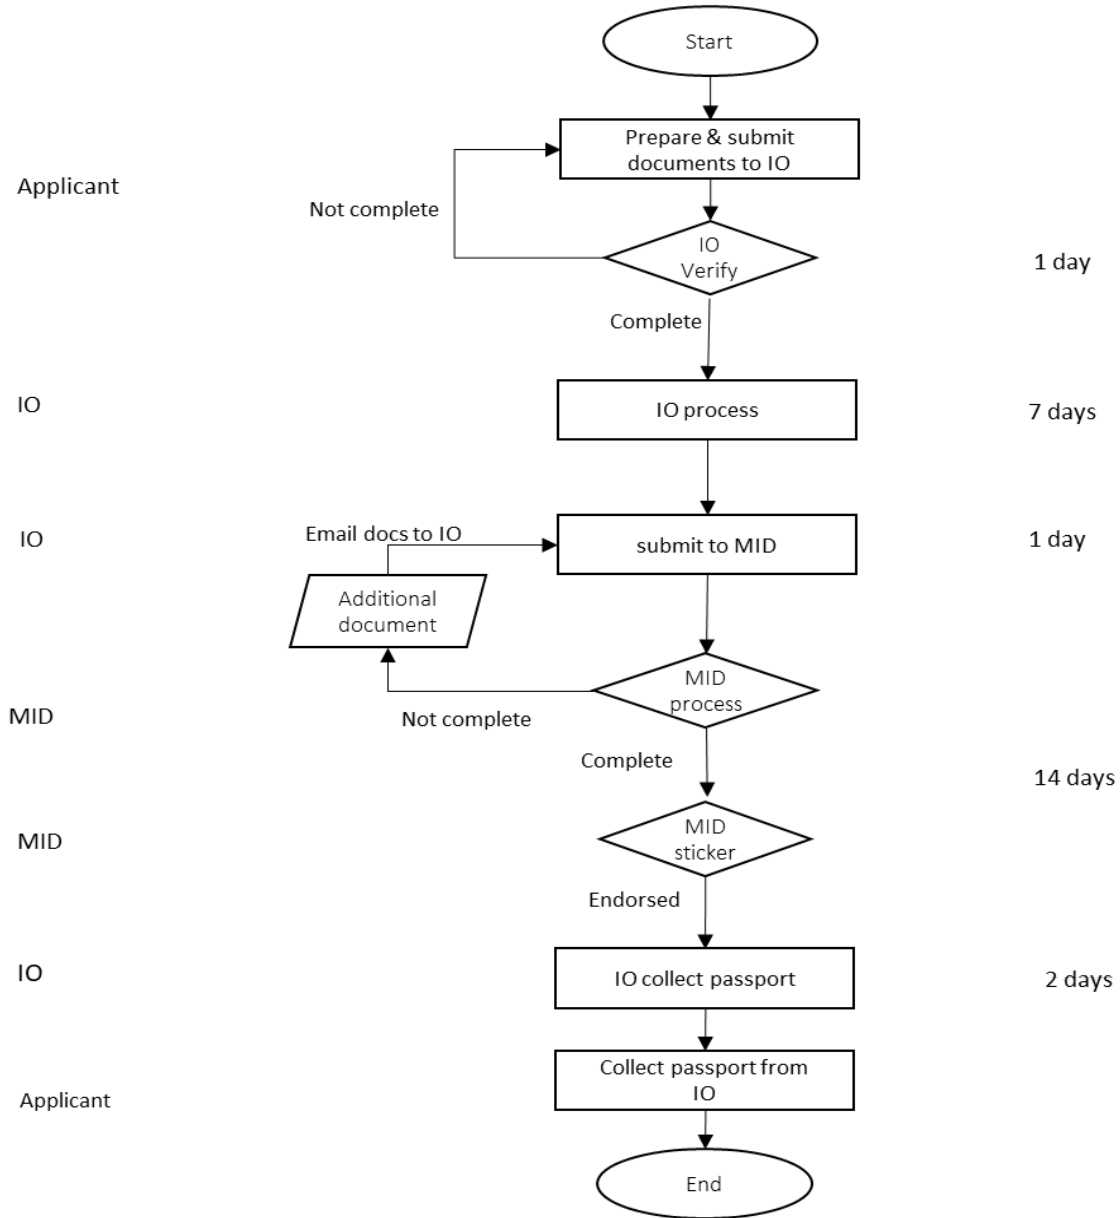 Start
Prepare & submit
documents to IO
Applicant
Not complete
IO
Verify
1 day
Complete
IO
IO process
7 days
IO
Email docs to IO
submit to MID
1 day
Additional
document
MID
process
MID
Not complete
Complete
14 days
MID
MID
sticker
Endorsed
IO
IO collect passport
2 days
Collect passport from
IO
Applicant
End